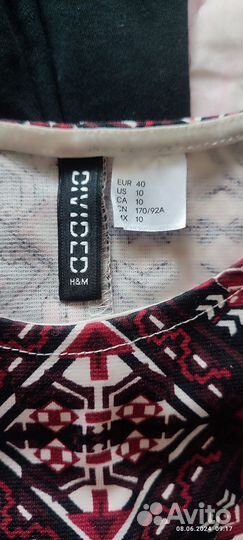 DIVIDED
H&M
EUR 40
US 10
CA 10
CN 170/92A
MX 10
08.06.2024 09:17
Avito